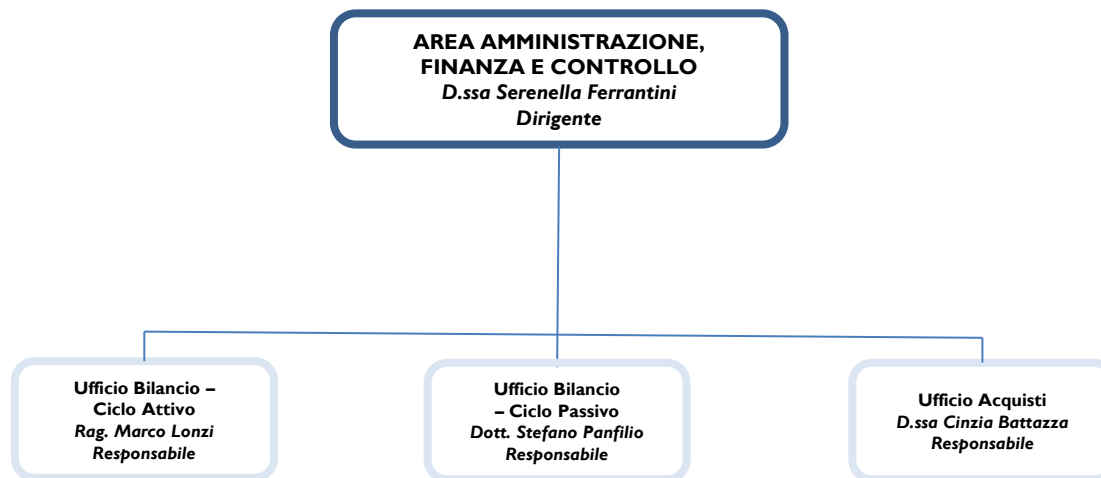 AREA AMMINISTRAZIONE,
FINANZA E CONTROLLO
D.ssa Serenella Ferrantini
Dirigente
Ufficio Bilancio –
Ciclo Attivo
Rag. Marco Lonzi
Responsabile
Ufficio Bilancio
– Ciclo Passivo
Dott. Stefano Panfilio
Responsabile
Ufficio Acquisti
D.ssa Cinzia Battazza
Responsabile